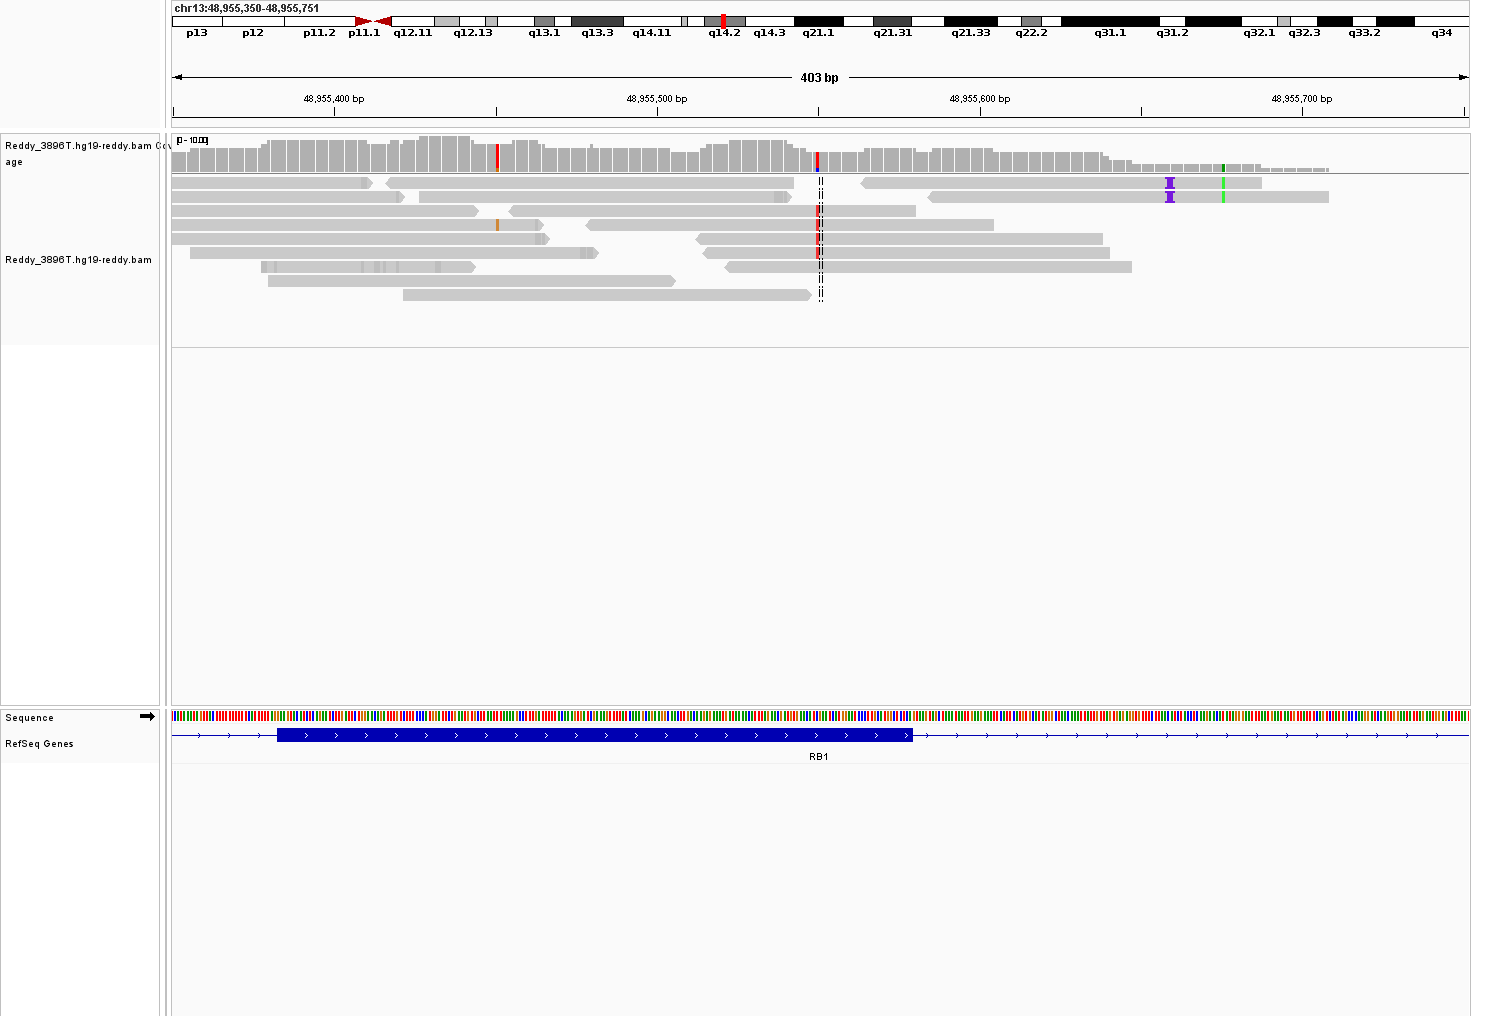 chr13:48,955,350-48,955,751
p13 p12 p11.2 p11.1 q12.11 q12.13 q13.1 q13.3 q14.11 q14.2 q14.3 q21.1 q21.31 q21.33 q22.2 q31.1 q31.2 q32.1 q32.3 q33.2 q34
403 bp
48,955,400 bp 48,955,500 bp 48,955,600 bp 48,955,700 bp
Reddy_3896T.hg19-reddy.bam Cov
age
[0 - 10.00]
Reddy_3896T.hg19-reddy.bam
Sequence
RefSeq Genes
RB1